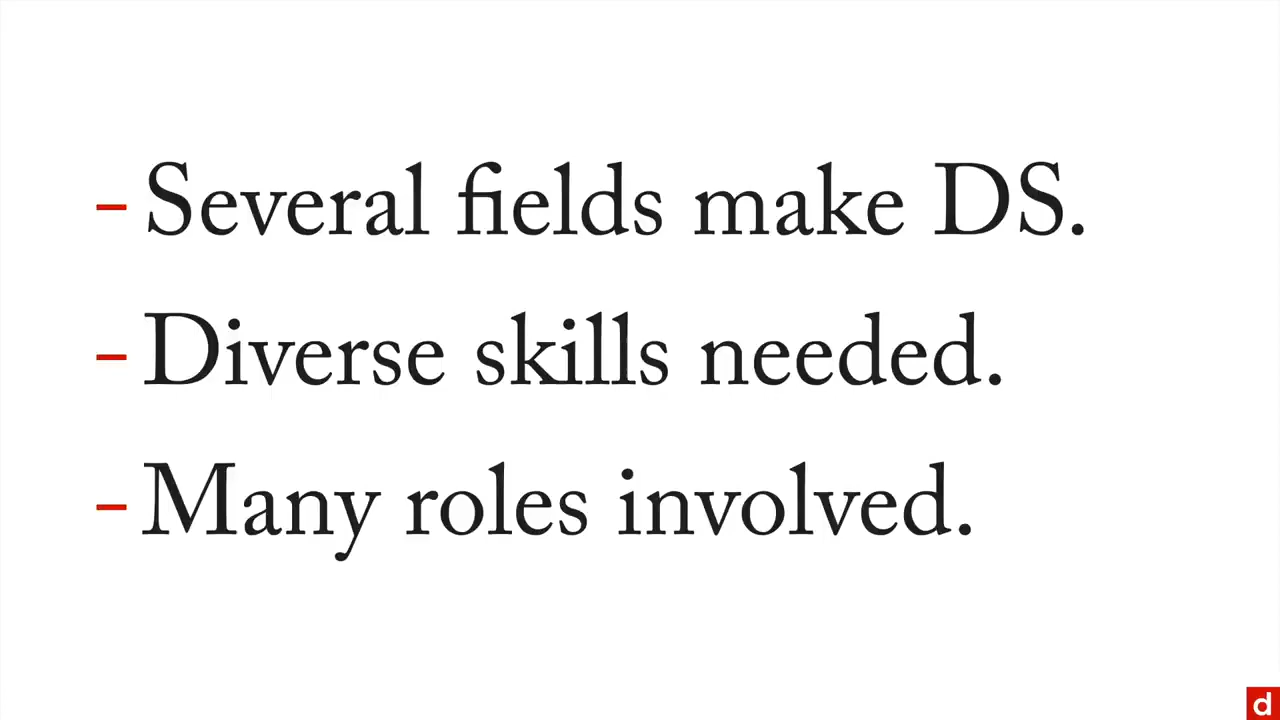 – Several fields make DS.
– Diverse skills needed.
– Many roles involved.
d